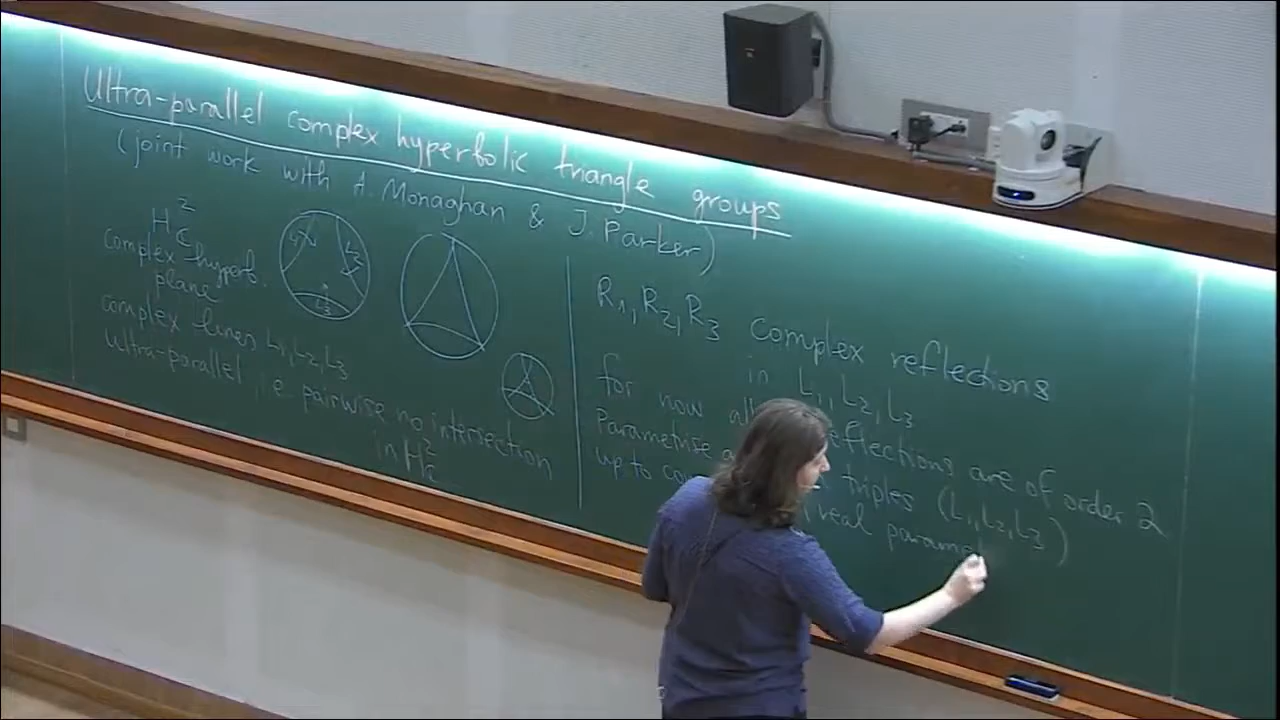 Ultra-parallel complex hyperbolic triangle groups
(joint work with A. Monaghan & J. Parker)
H²_C
complex hyperb.
plane
complex lines L₁, L₂, L₃
ultra-parallel, i.e. pairwise no intersection
in H²_C
L₃
R₁, R₂, R₃ complex reflections
in L₁, L₂, L₃
for now all reflections are of order 2
Parametrise triples (L₁, L₂, L₃)
up to real paramet